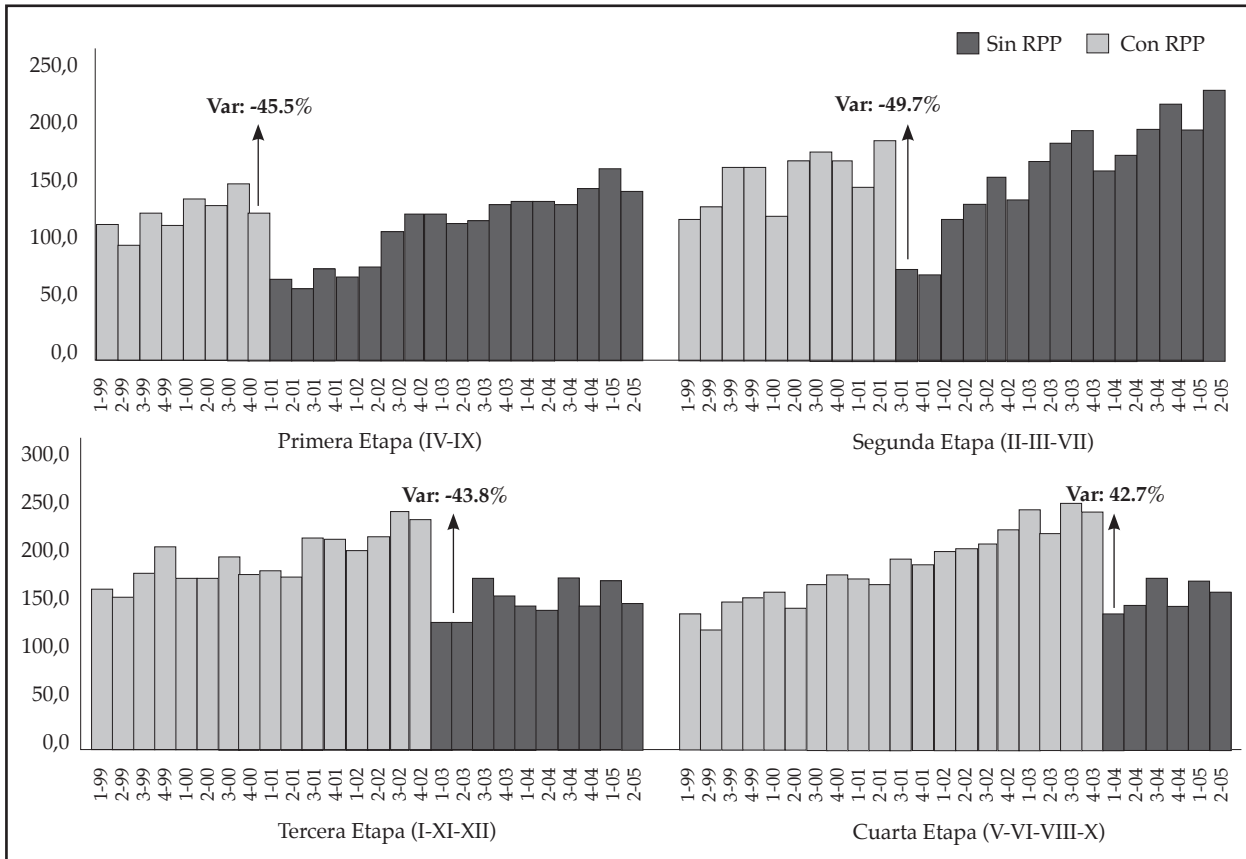 Sin RPP Con RPP
250,0
200,0
150,0
100,0
50,0
0,0
Var: -45.5%
Var: -49.7%
1-99 2-99 3-99 4-99 1-00 2-00 3-00 4-00 1-01 2-01 3-01 4-01 1-02 2-02 3-02 4-02 1-03 2-03 3-03 4-03 1-04 2-04 3-04 4-04 1-05 2-05
1-99 2-99 3-99 4-99 1-00 2-00 3-00 4-00 1-01 2-01 3-01 4-01 1-02 2-02 3-02 4-02 1-03 2-03 3-03 4-03 1-04 2-04 3-04 4-04 1-05 2-05
Primera Etapa (IV-IX)
Segunda Etapa (II-III-VII)
300,0
250,0
200,0
150,0
100,0
50,0
0,0
Var: -43.8%
Var: 42.7%
1-99 2-99 3-99 4-99 1-00 2-00 3-00 4-00 1-01 2-01 3-01 4-01 1-02 2-02 3-02 4-02 1-03 2-03 3-03 4-03 1-04 2-04 3-04 4-04 1-05 2-05
1-99 2-99 3-99 4-99 1-00 2-00 3-00 4-00 1-01 2-01 3-01 4-01 1-02 2-02 3-02 4-02 1-03 2-03 3-03 4-03 1-04 2-04 3-04 4-04 1-05 2-05
Tercera Etapa (I-XI-XII)
Cuarta Etapa (V-VI-VIII-X)